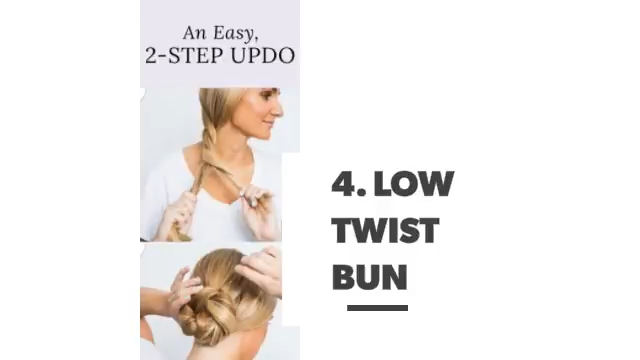 An Easy,
2-STEP UPDO
4. LOW
TWIST
BUN